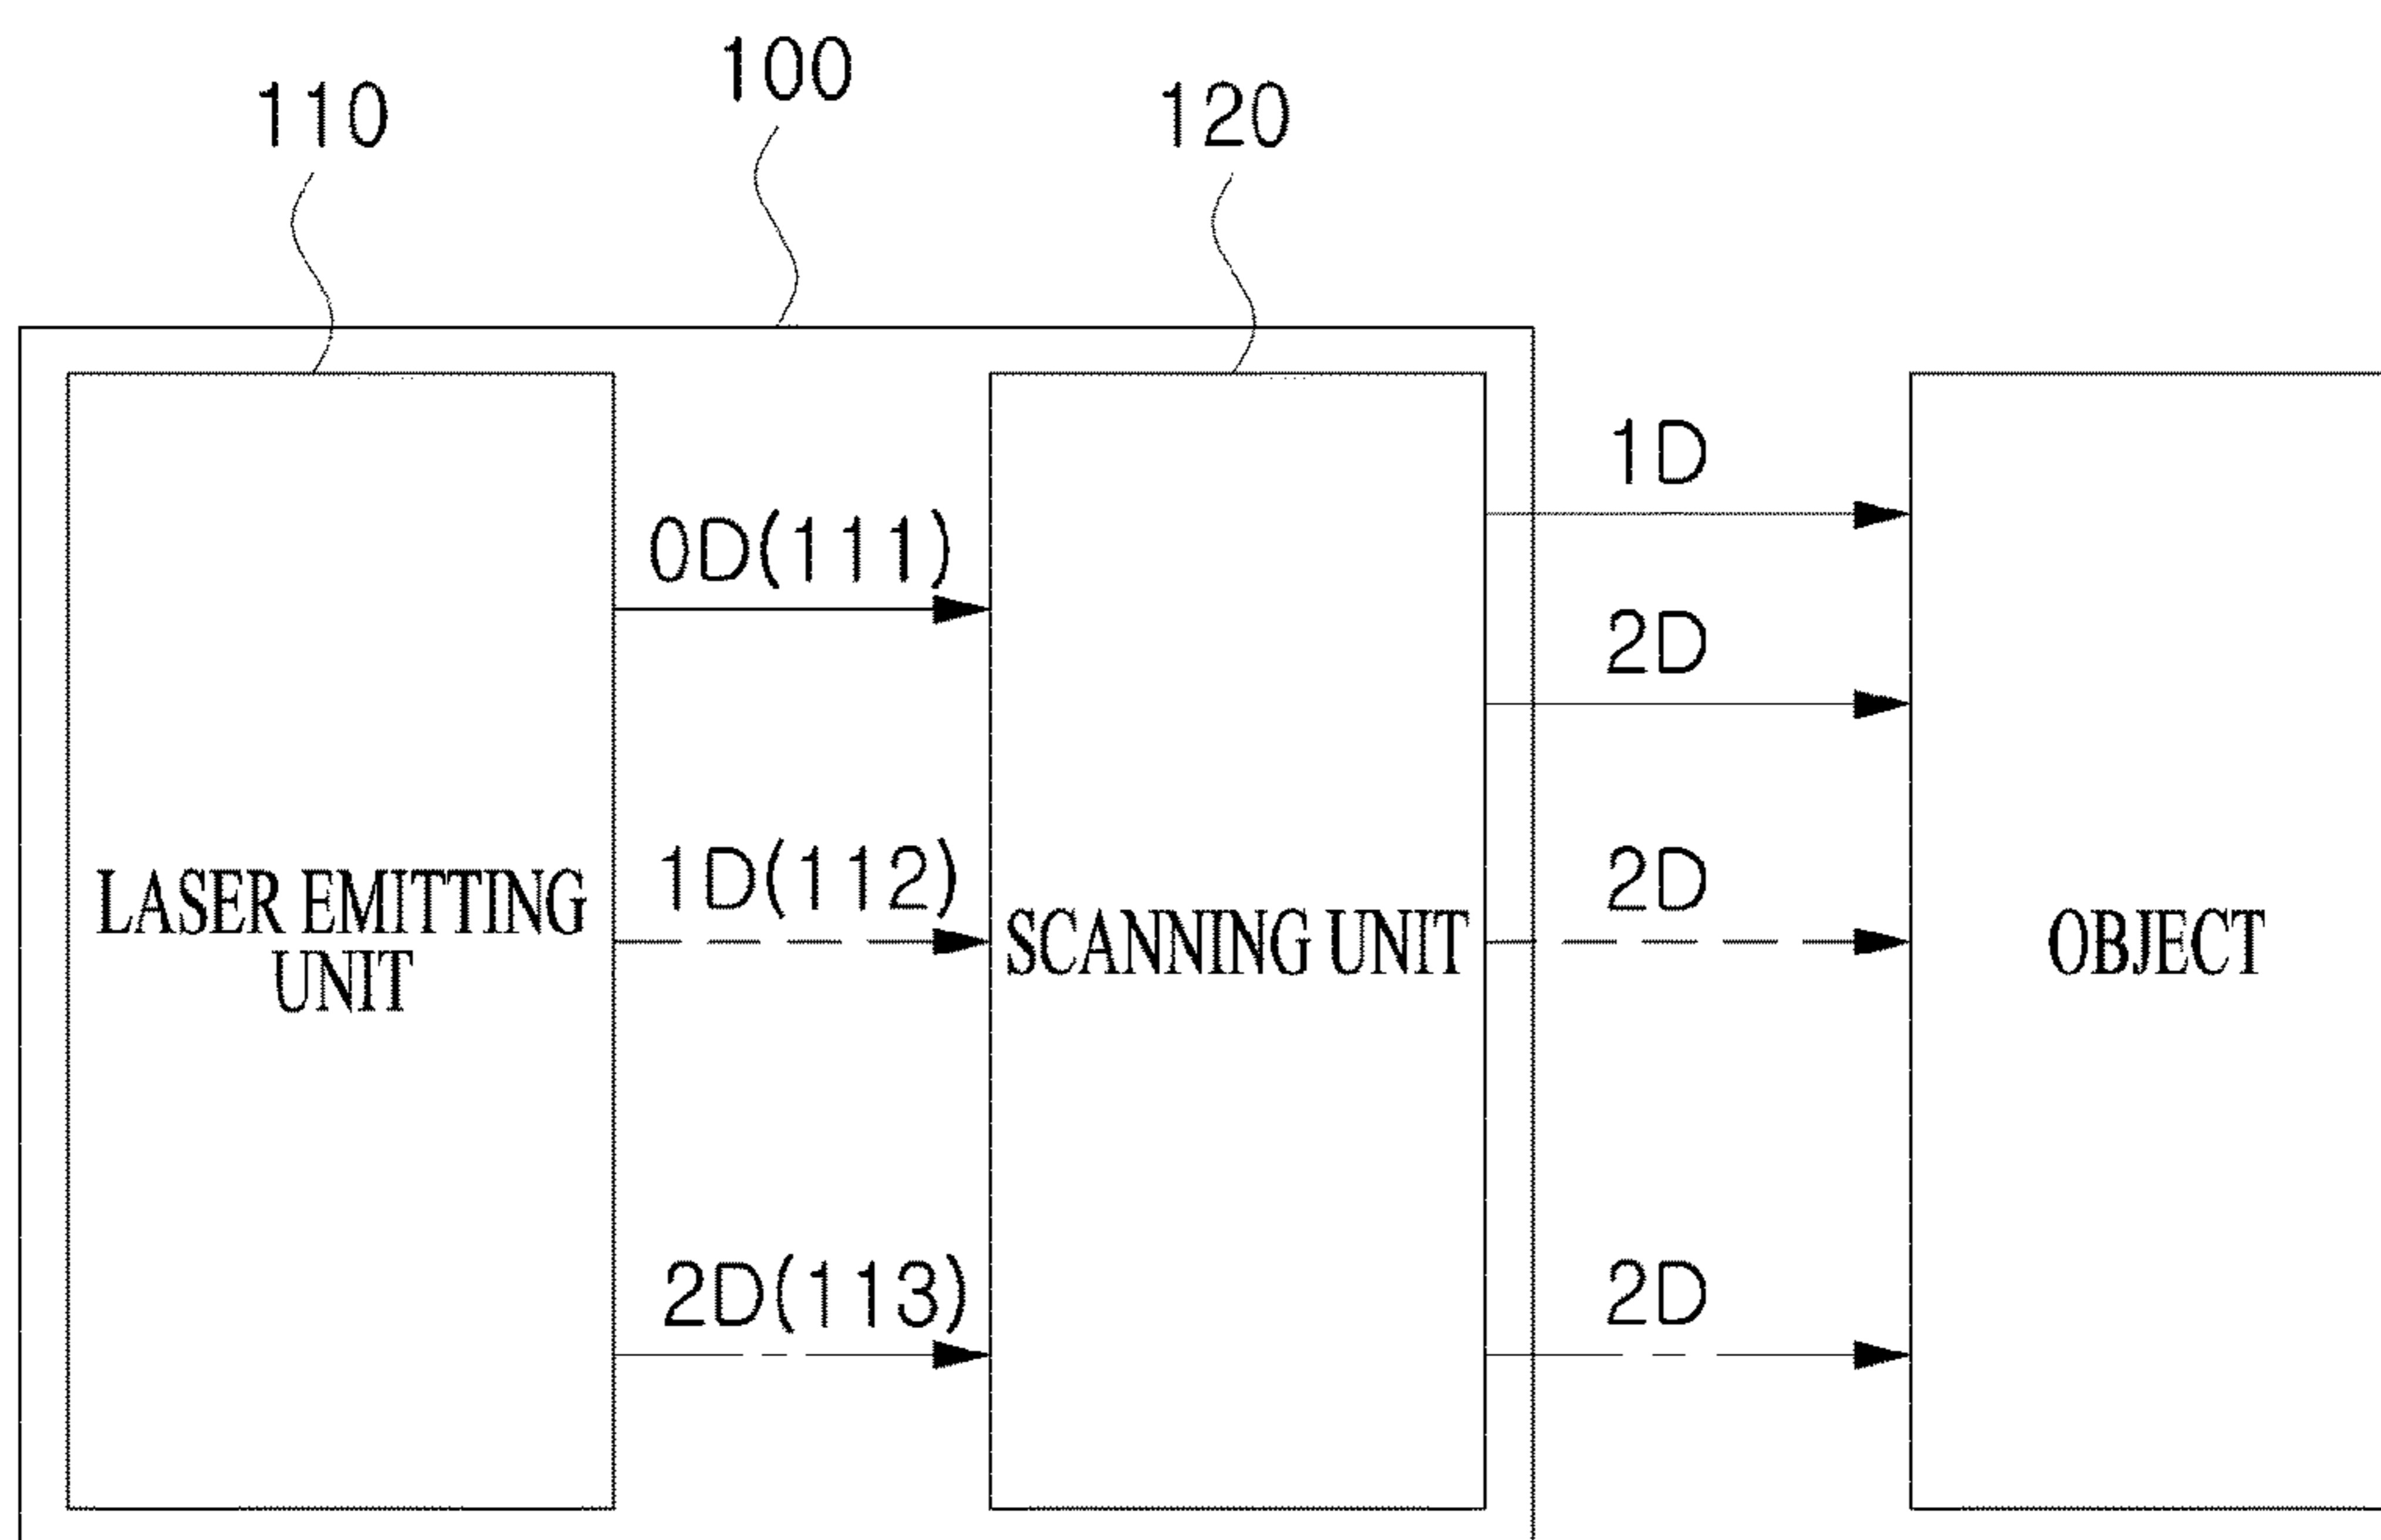 100
110
120
1D
0D(111)
2D
1D(112)
2D
LASER EMITTING
UNIT
SCANNING UNIT
OBJECT
2D(113)
2D